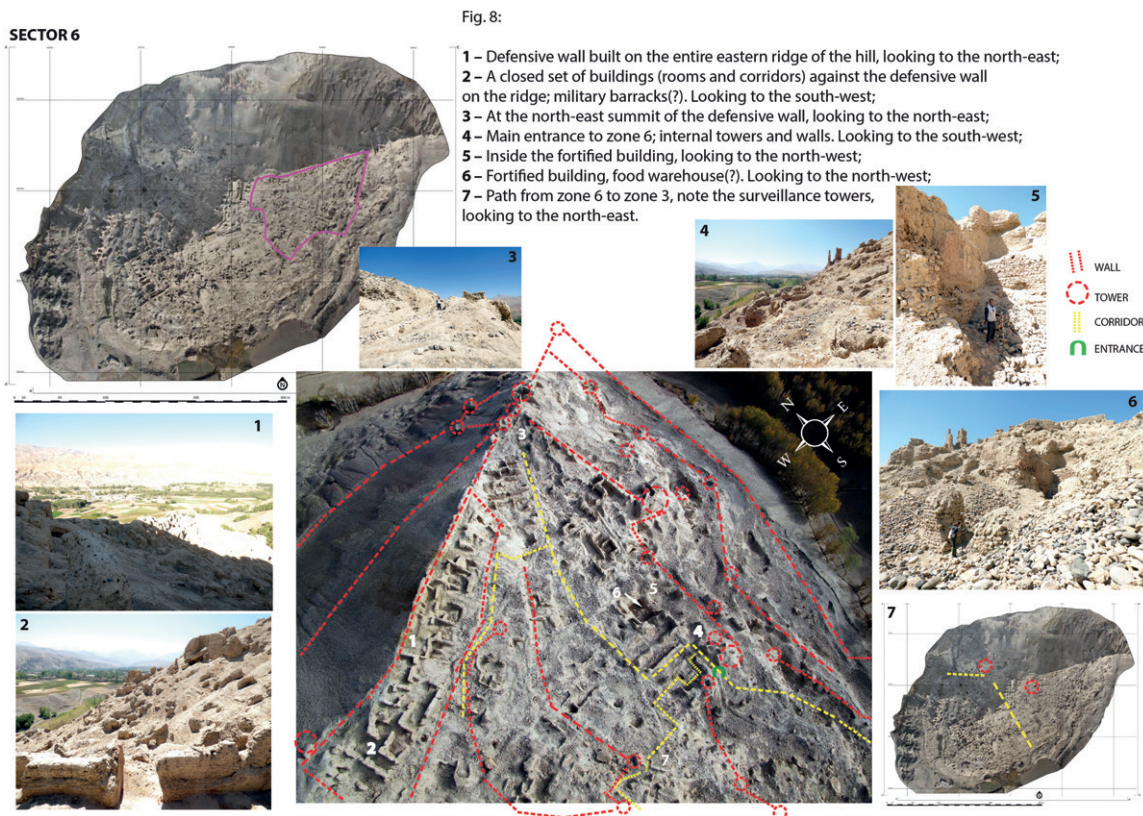 Fig. 8:
SECTOR 6
1 – Defensive wall built on the entire eastern ridge of the hill, looking to the north-east;
2 – A closed set of buildings (rooms and corridors) against the defensive wall
on the ridge; military barracks(?). Looking to the south-west;
3 – At the north-east summit of the defensive wall, looking to the north-east;
4 – Main entrance to zone 6; internal towers and walls. Looking to the south-west;
5 – Inside the fortified building, looking to the north-west;
6 – Fortified building, food warehouse(?). Looking to the north-west;
7 – Path from zone 6 to zone 3, note the surveillance towers,
looking to the north-east.
3
4
5
WALL
TOWER
CORRIDOR
ENTRANCE
N
1
2
N
E
W
S
3
6
5
4
1
2
7
6
7